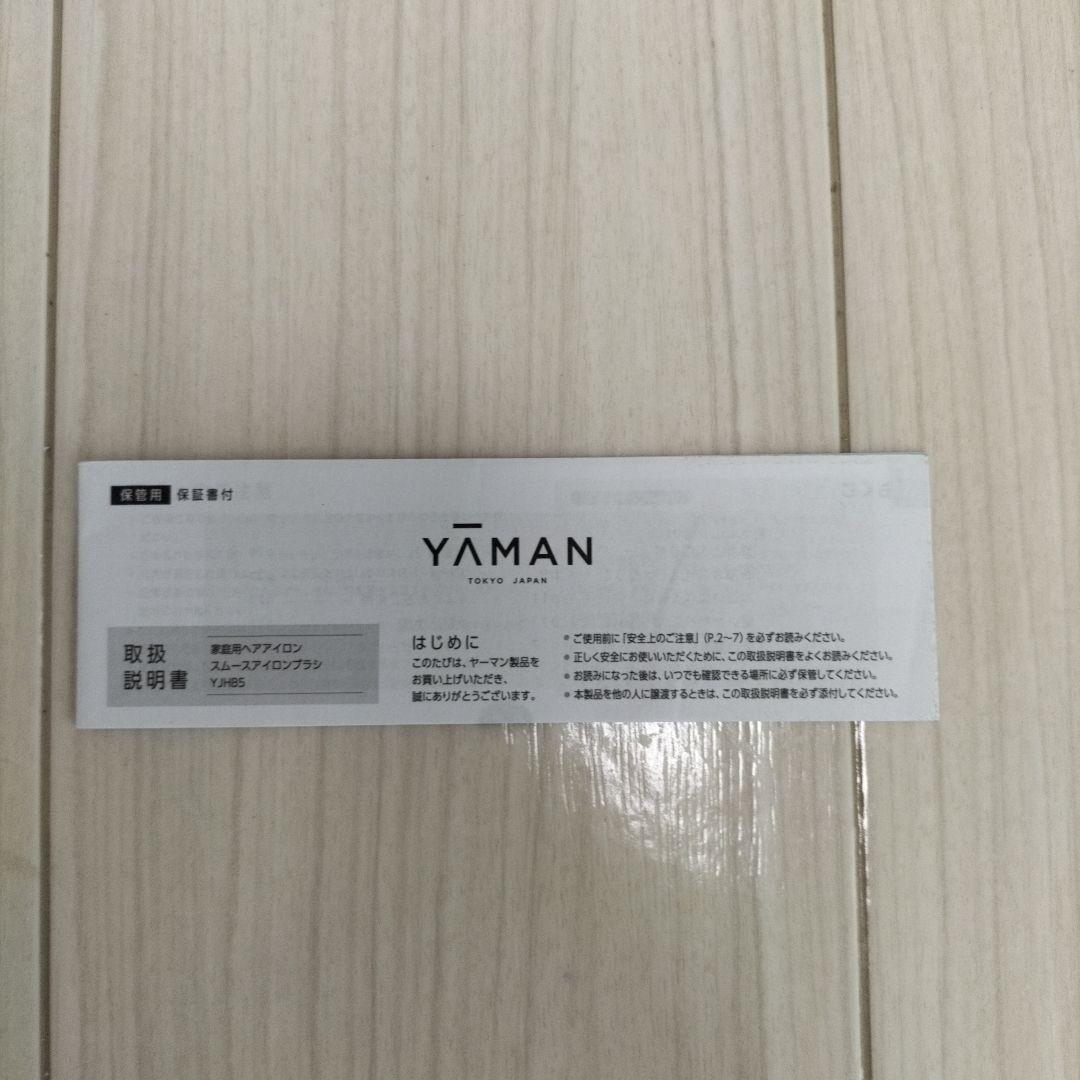 保管用 保証書付
YĀMAN
TOKYO JAPAN
取扱
説明書
家庭用ヘアアイロン
スムースアイロンブラシ
YJHB5
はじめに
このたびは、ヤーマン製品を
お買い上げいただき、
誠にありがとうございます。
●ご使用前に「安全上のご注意」(P.2〜7)を必ずお読みください。
●正しく安全にお使いいただくために、この取扱説明書をよくお読みください。
●お読みになった後は、いつでも確認できる場所に必ず保管してください。
●本製品を他の人に譲渡するときは、この取扱説明書を必ず添付してください。